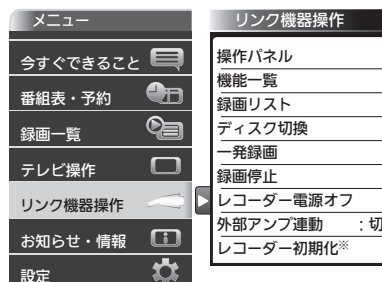 メニュー
今すぐできること
番組表・予約
録画一覧
テレビ操作
リンク機器操作
お知らせ・情報
設定
リンク機器操作
操作パネル
機能一覧
録画リスト
ディスク切換
一発録画
録画停止
レコーダー電源オフ
外部アンプ連動 :切
レコーダー初期化※